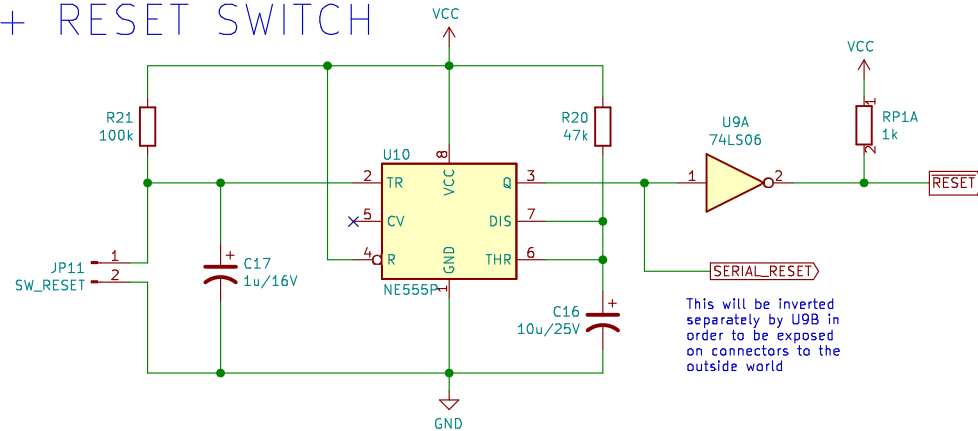 + RESET SWITCH
VCC
VCC
R21
100k
R20
47k
U9A
74LS06
1
RP1A
1k
2
U10
8
2
TR
VCC
Q
3
1
2
RESET
5
CV
DIS
7
4
R
GND
THR
6
JP11
1
2
SW_RESET
C17
1u/16V
NE555P
1
C16
10u/25V
SERIAL_RESET
This will be inverted
separately by U9B in
order to be exposed
on connectors to the
outside world
GND